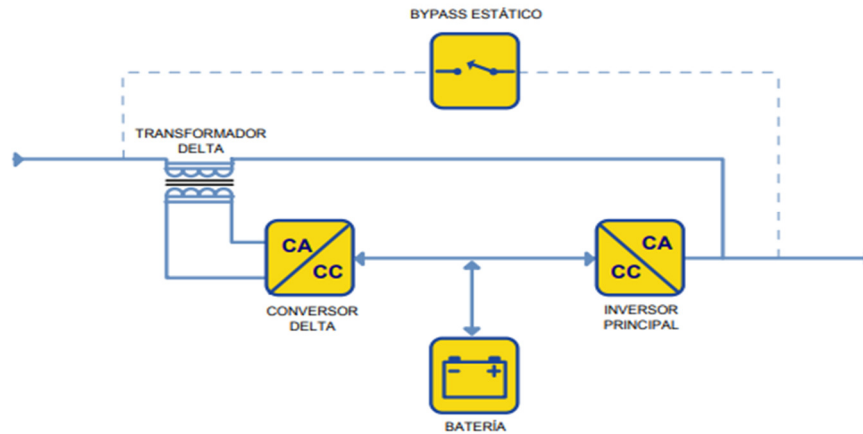 BYPASS ESTÁTICO
TRANSFORMADOR
DELTA
CA
CC
CONVERSOR
DELTA
CA
CC
INVERSOR
PRINCIPAL
- +
BATERÍA